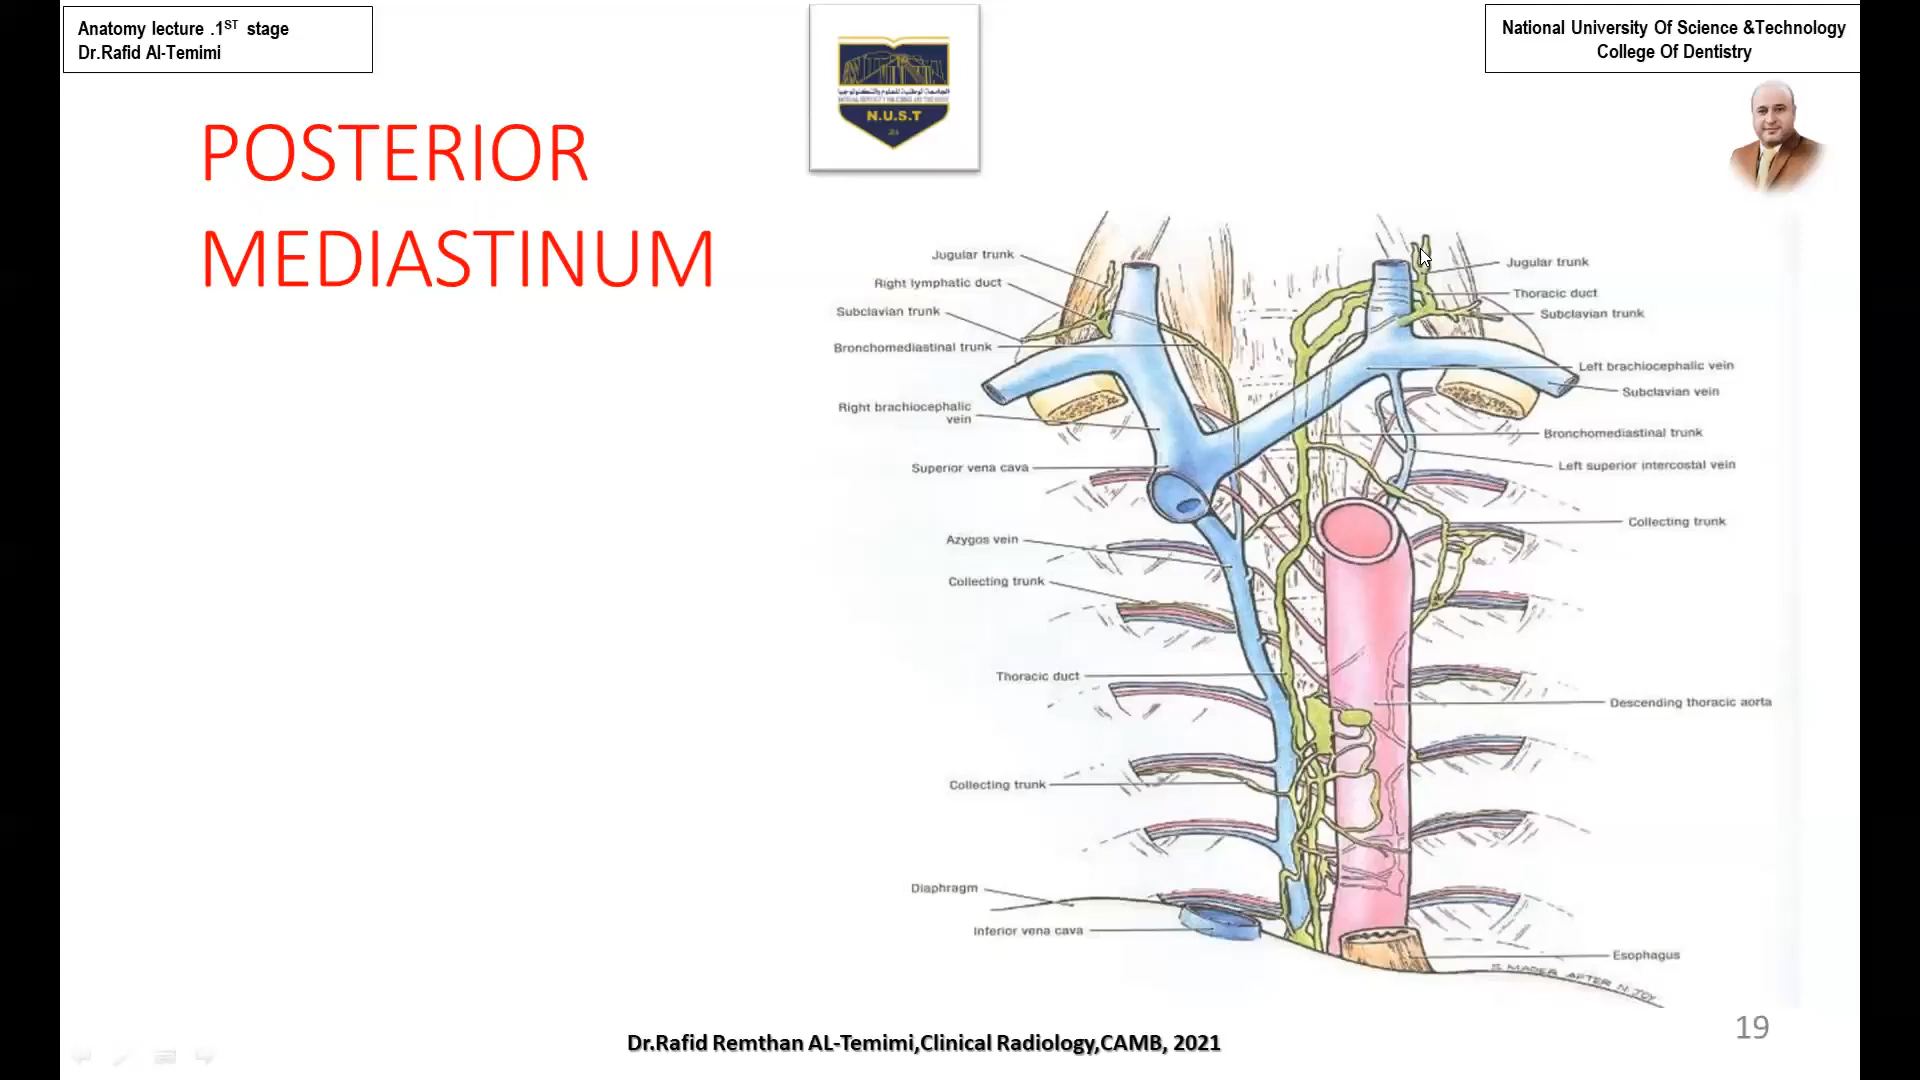 Anatomy lecture .1ST stage
Dr.Rafid Al-Temimi
National University Of Science &Technology
College Of Dentistry
N.U.S.T
POSTERIOR
MEDIASTINUM
Jugular trunk
Right lymphatic duct
Subclavian trunk
Bronchomediastinal trunk
Right brachiocephalic
vein
Superior vena cava
Azygos vein
Collecting trunk
Thoracic duct
Collecting trunk
Diaphragm
Inferior vena cava
Jugular trunk
Thoracic duct
Subclavian trunk
Left brachiocephalic vein
Subclavian vein
Bronchomediastinal trunk
Left superior intercostal vein
Collecting trunk
Descending thoracic aorta
Esophagus
S. MADER AFTER N. JOY
Dr.Rafid Remthan AL-Temimi,Clinical Radiology,CAMB, 2021
19